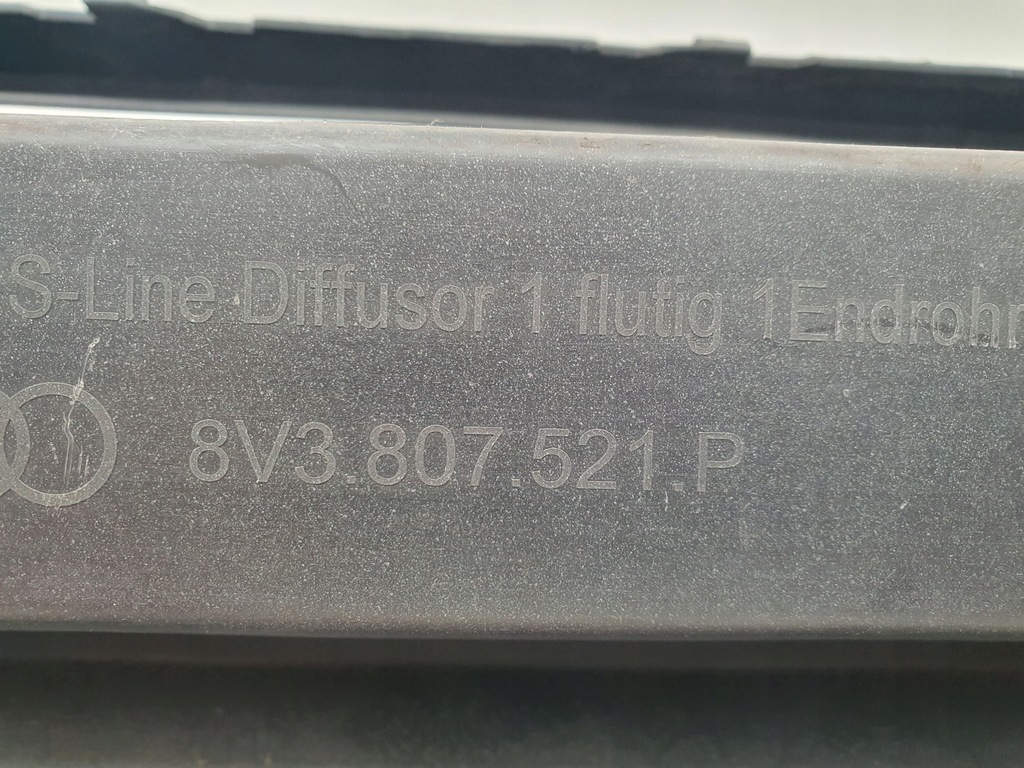 S-Line Diffusor 1 flutig 1Endrohr
8V3.807.521.P